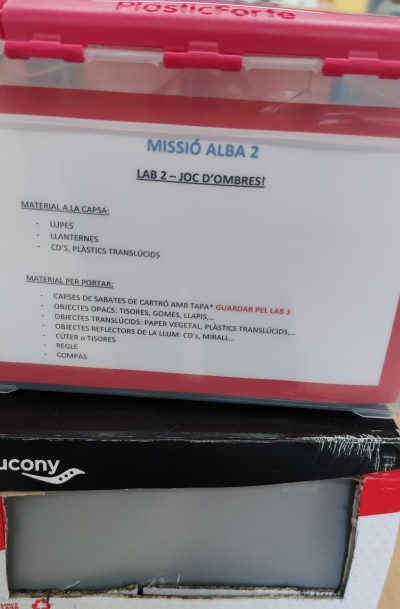 PlasticForte
MISSIÓ ALBA 2
LAB 2 – JOC D'OMBRES!
MATERIAL A LA CAPSA:
- LUPES
- LLANTERNES
- CD'S, PLÀSTICS TRANSLÚCIDS
MATERIAL PER PORTAR:
- CAPSES DE SABATES DE CARTRÓ AMB TAPA* GUARDAR PEL LAB 3
- OBJECTES OPACS: TISORES, GOMES, LLAPIS,...
- OBJECTES TRANSLÚCIDS: PAPER VEGETAL, PLÀSTICS TRANSLÚCIDS,...
- OBJECTES REFLECTORS DE LA LLUM: CD's, MIRALL...
- CÚTER o TISORES
- REGLE
- COMPÀS
ucony